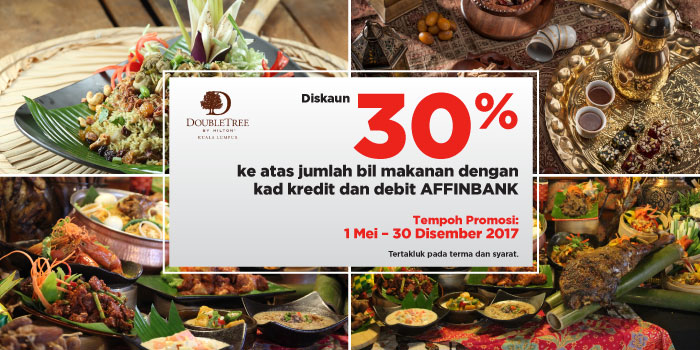 DOUBLETREE
BY HILTON™
KUALA LUMPUR
Diskaun 30%
ke atas jumlah bil makanan dengan
kad kredit dan debit AFFINBANK
Tempoh Promosi:
1 Mei – 30 Disember 2017
Tertakluk pada terma dan syarat.